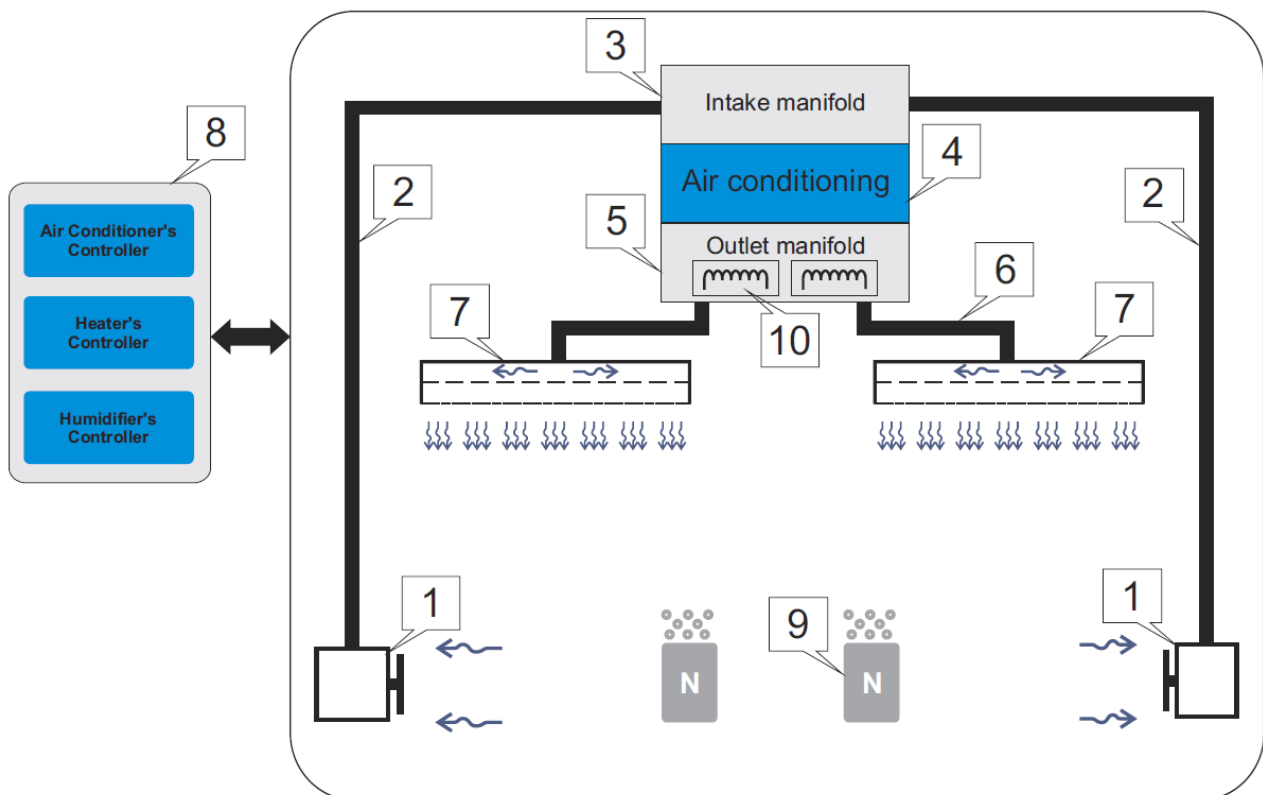 3
Intake manifold
8
4
Air conditioning
2
2
Air Conditioner's
Controller
5
Outlet manifold
6
7
10
7
Heater's
Controller
Humidifier's
Controller
1
9
1
N
N